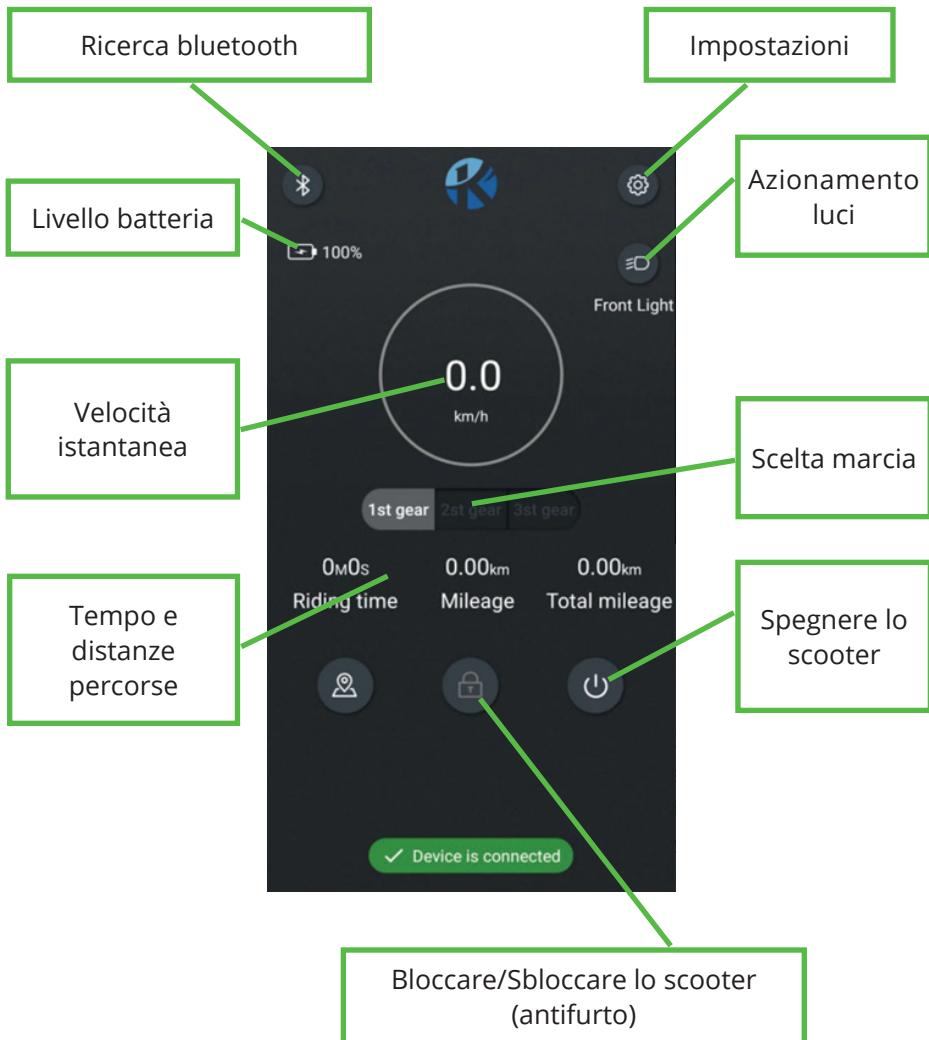 Ricerca bluetooth
Impostazioni
Livello batteria
Azionamento
luci
100%
Front Light
Velocità
istantanea
0.0
km/h
Scelta marcia
1st gear 2st gear 3st gear
0M0s 0.00km 0.00km
Riding time Mileage Total mileage
Tempo e
distanze
percorse
Spegnere lo
scooter
Device is connected
Bloccare/Sbloccare lo scooter
(antifurto)